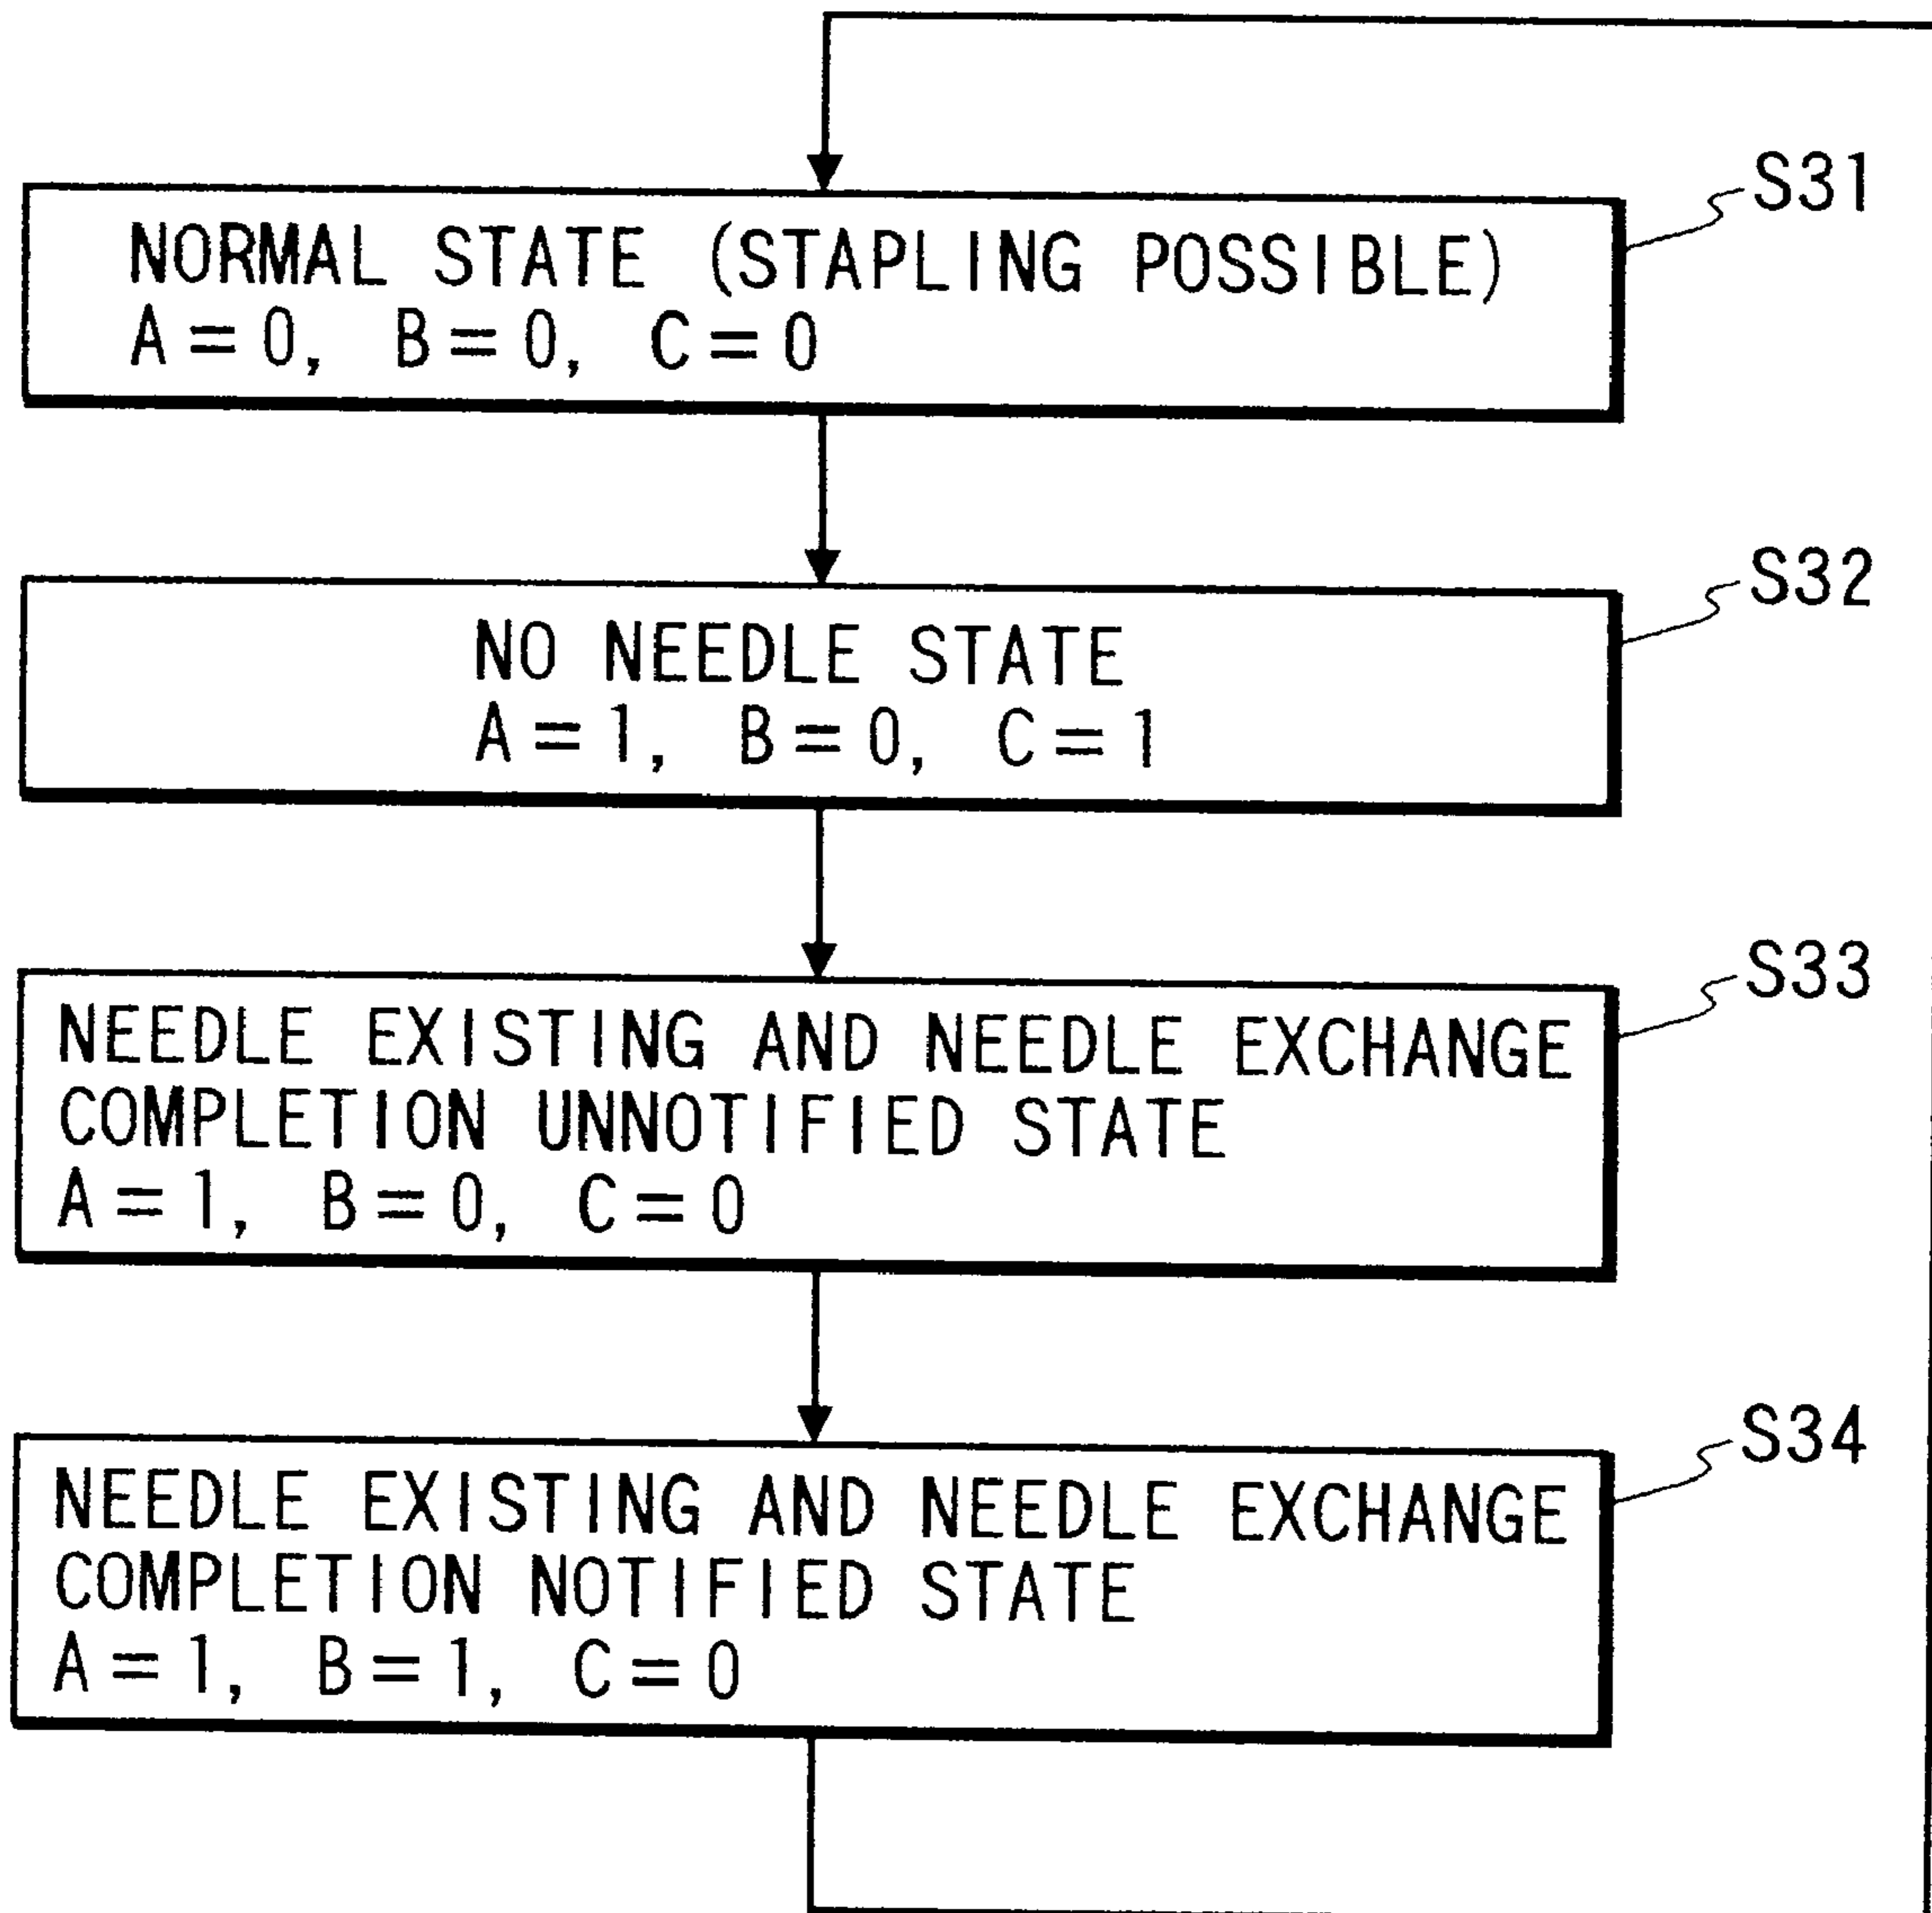 S31
NORMAL STATE (STAPLING POSSIBLE)
A=0, B=0, C=0
S32
NO NEEDLE STATE
A=1, B=0, C=1
S33
NEEDLE EXISTING AND NEEDLE EXCHANGE
COMPLETION UNNOTIFIED STATE
A=1, B=0, C=0
S34
NEEDLE EXISTING AND NEEDLE EXCHANGE
COMPLETION NOTIFIED STATE
A=1, B=1, C=0